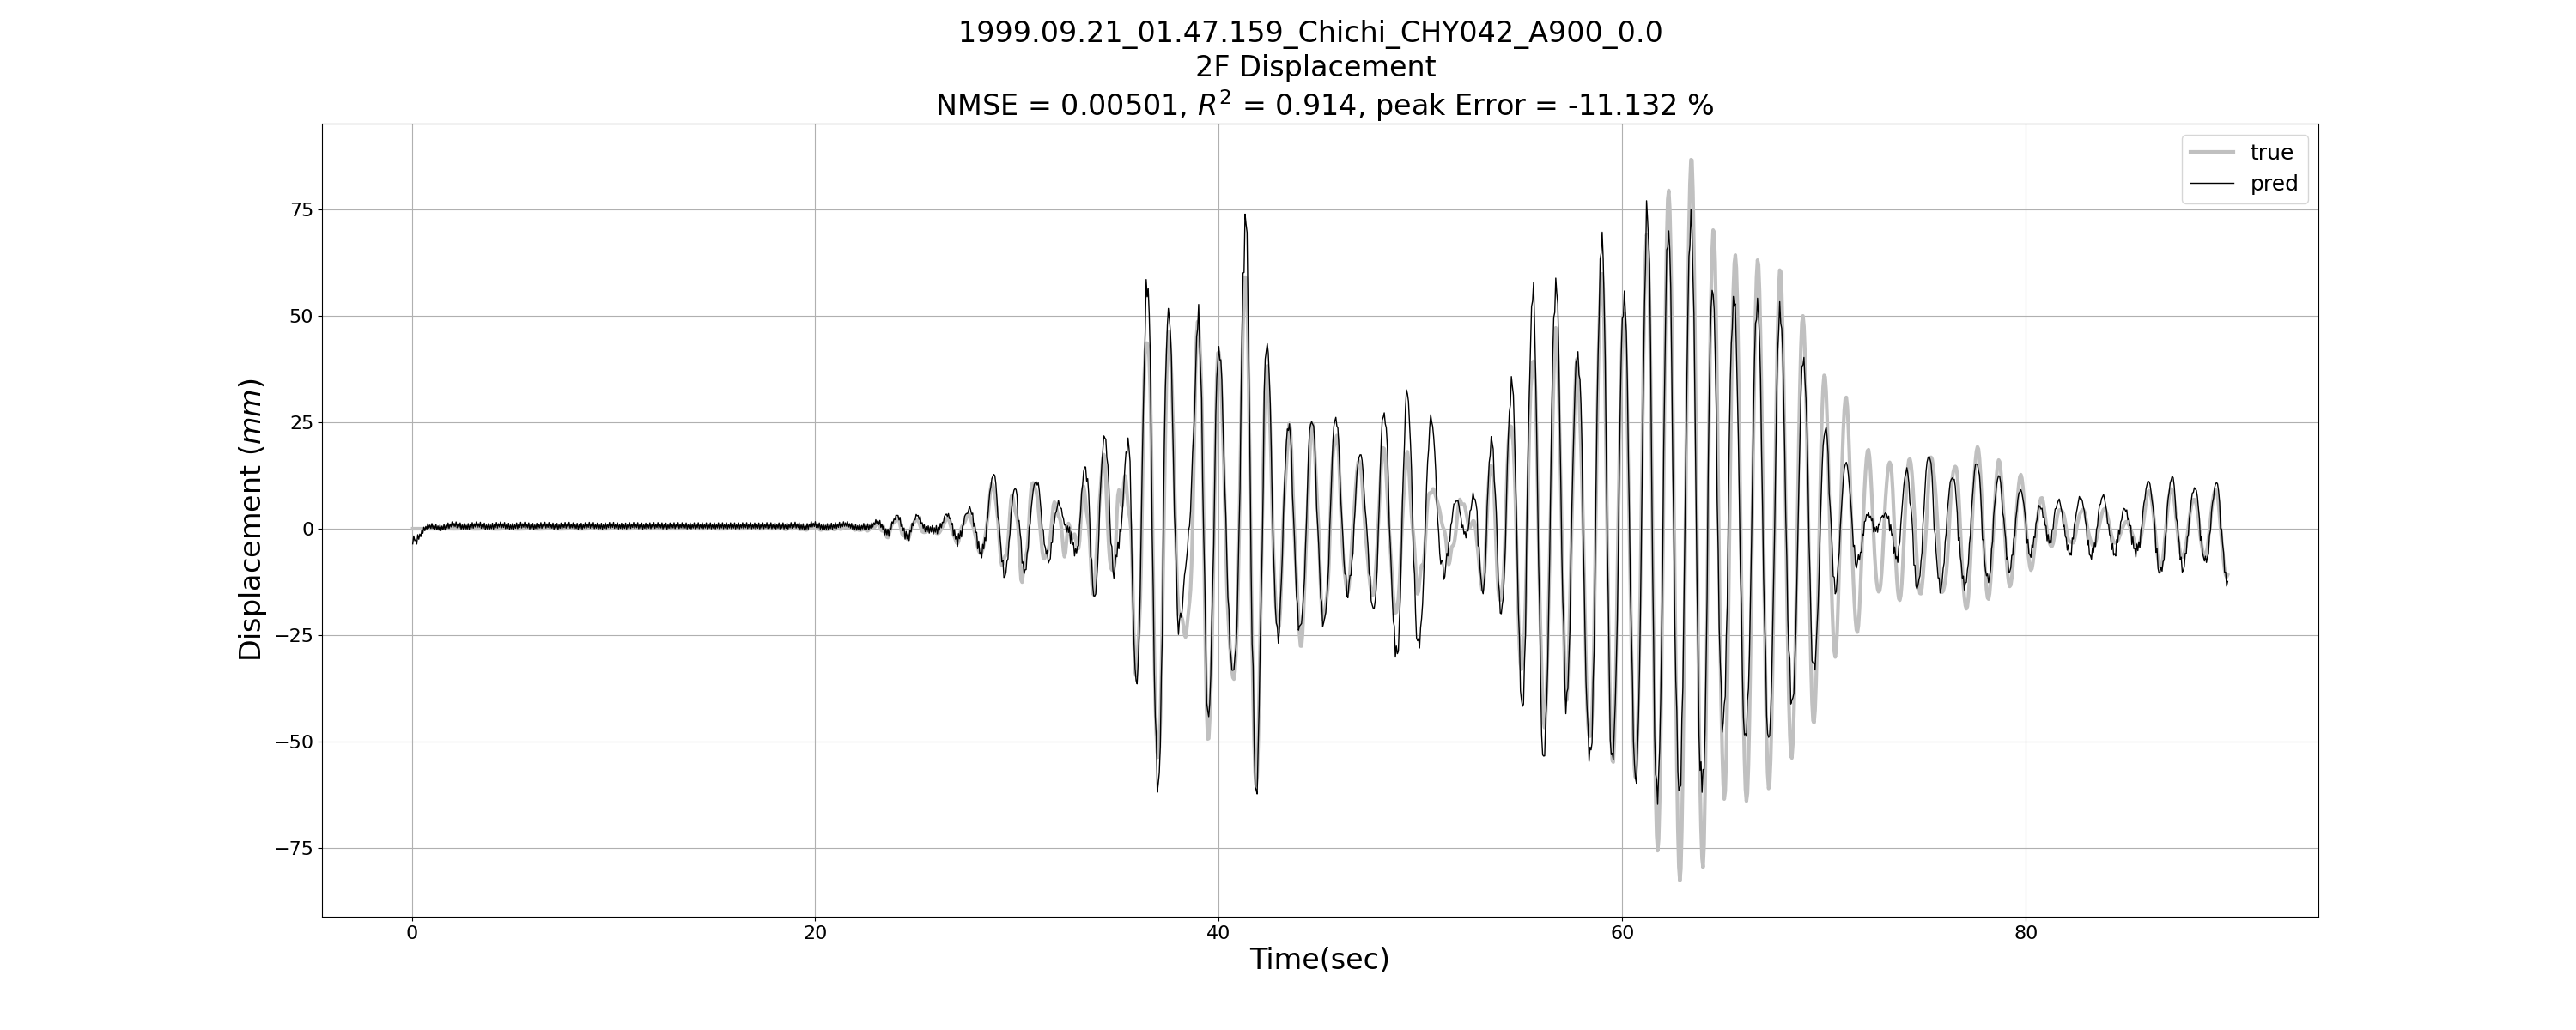 1999.09.21_01.47.159_Chichi_CHY042_A900_0.0
2F Displacement
NMSE = 0.00501, R² = 0.914, peak Error = -11.132 %
true
pred
75
50
25
0
−25
−50
−75
Displacement (mm)
0 20 40 60 80
Time(sec)